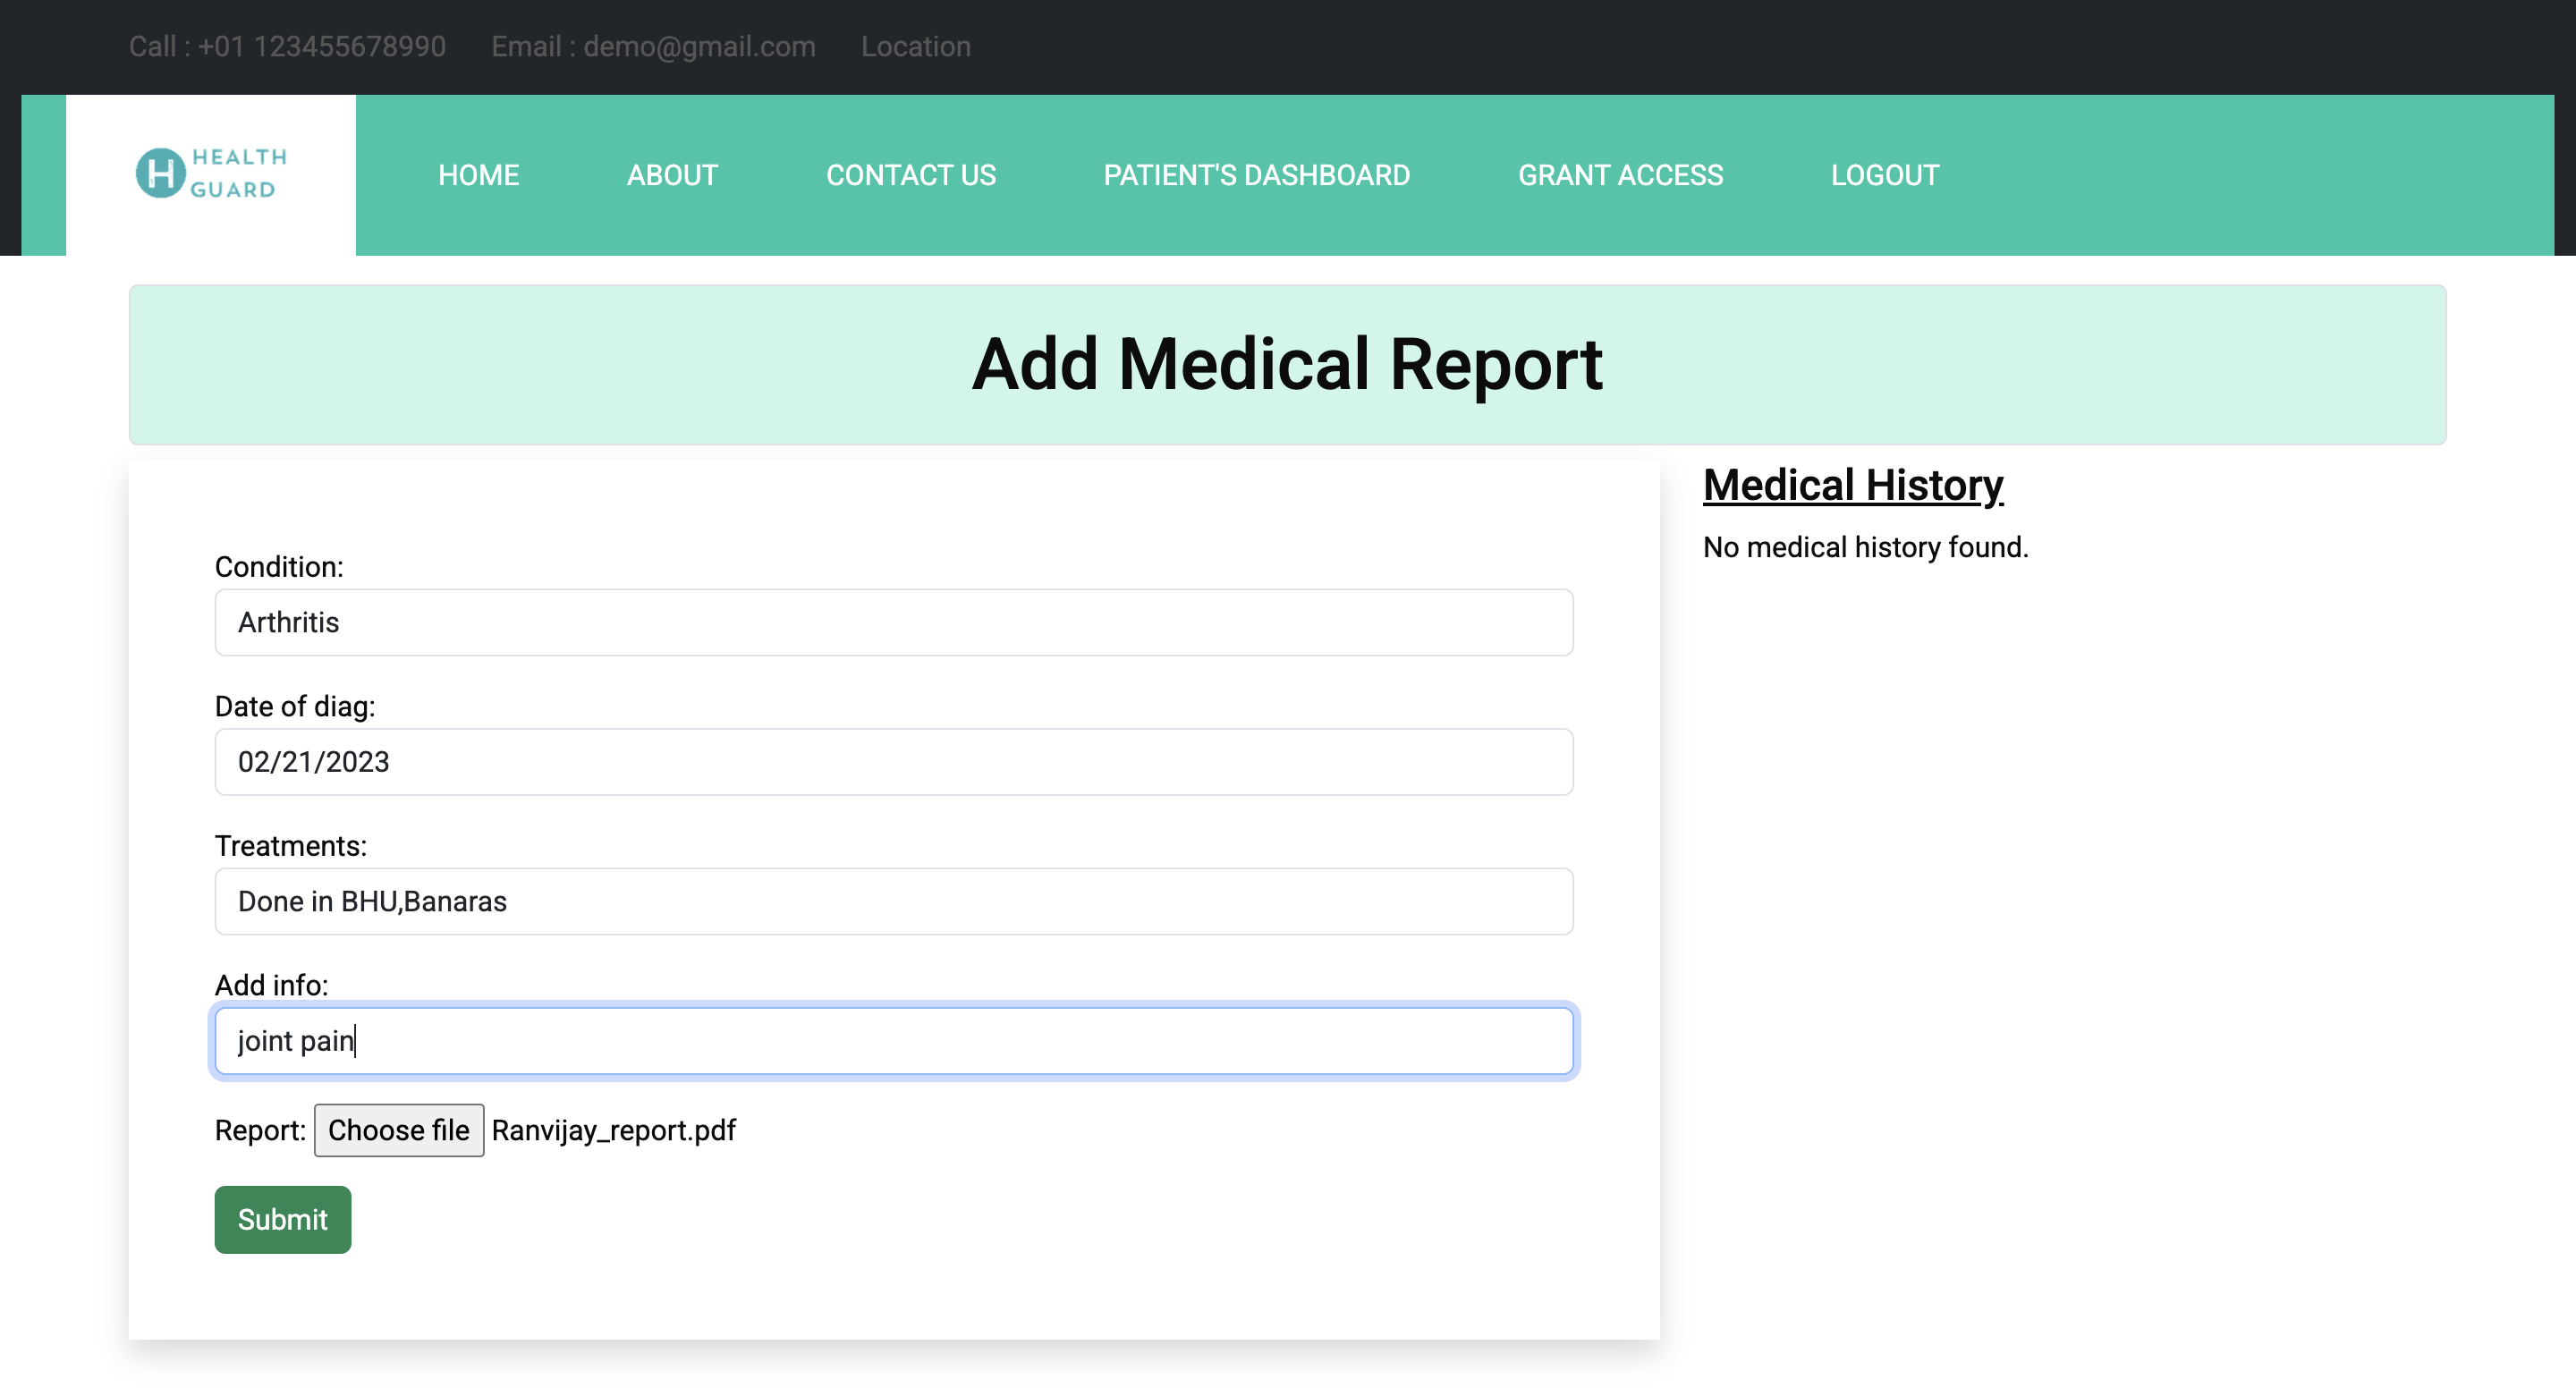 Call : +01 123455678990 Email : demo@gmail.com Location
H HEALTH GUARD
HOME ABOUT CONTACT US PATIENT'S DASHBOARD GRANT ACCESS LOGOUT
Add Medical Report
Condition:
Arthritis
Date of diag:
02/21/2023
Treatments:
Done in BHU,Banaras
Add info:
joint pain
Report: Choose file Ranvijay_report.pdf
Submit
Medical History
No medical history found.